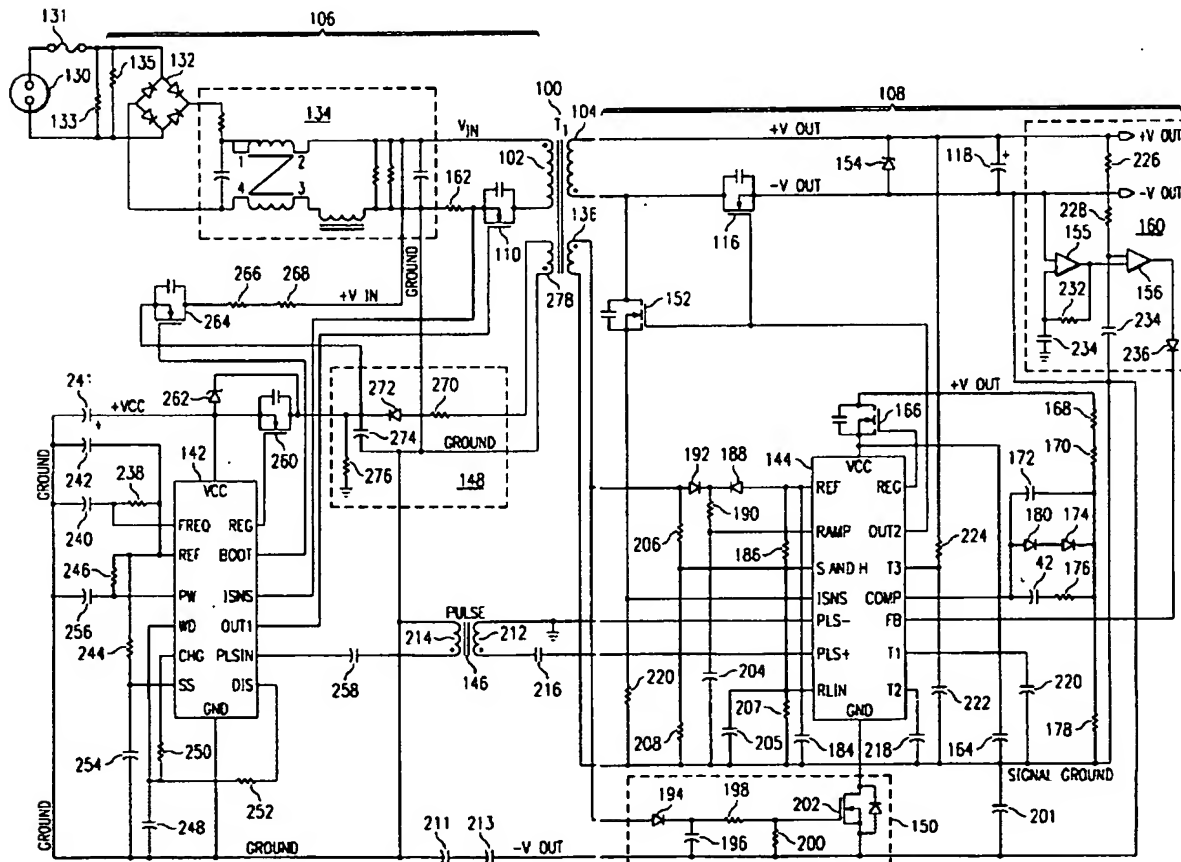 131
106
130
135
132
133
134
1
2
4
3
V IN
100
T1
104
102
162
110
138
278
GROUND
108
+V OUT
154
118
+
-V OUT
116
+V OUT
226
-V OUT
228
160
155
156
232
234
234
236
266
268
+V IN
264
152
241
+VCC
262
260
272
270
274
GROUND
276
148
GROUND
+
242
238
240
142
VCC
FREQ
REG
REF
BOOT
PW
ISNS
WD
OUT1
CHG
PLSIN
SS
DIS
GND
246
256
244
250
254
252
248
GROUND
GROUND
258
PULSE
214
212
146
216
211
213
-V OUT
+V OUT
166
168
170
172
180
174
42
176
178
192
188
190
186
206
144
VCC
REF
REG
RAMP
OUT2
S AND H
T3
ISNS
COMP
PLS-
FB
PLS+
T1
RLIN
T2
GND
224
220
204
207
208
205
184
218
222
164
220
SIGNAL GROUND
194
198
202
196
200
150
201